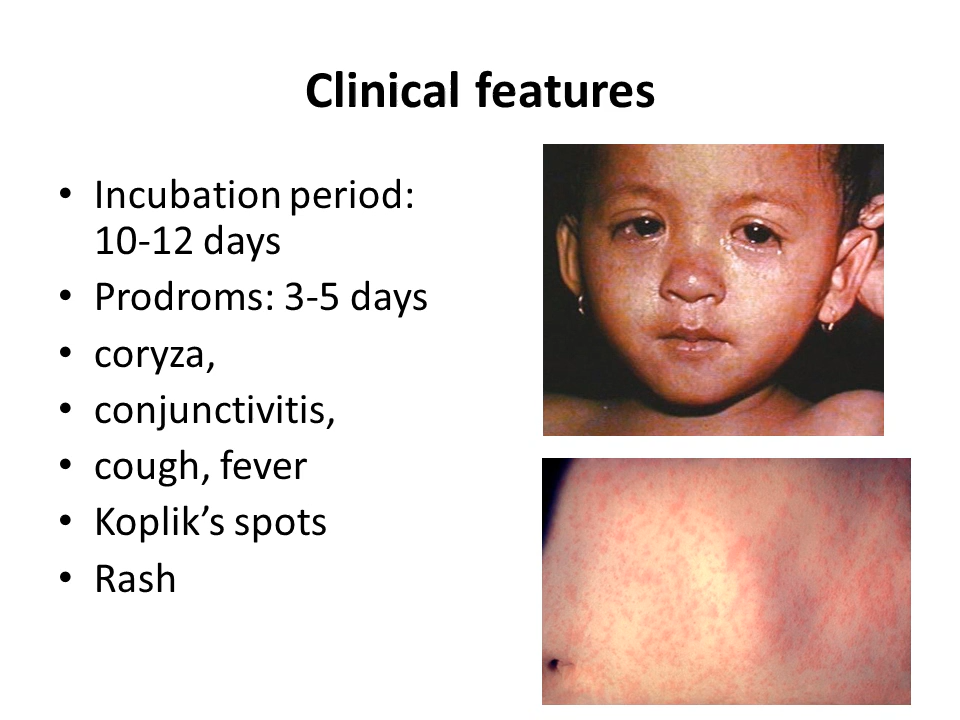 Clinical features
• Incubation period:
10-12 days
• Prodroms: 3-5 days
• coryza,
• conjunctivitis,
• cough, fever
• Koplik’s spots
• Rash